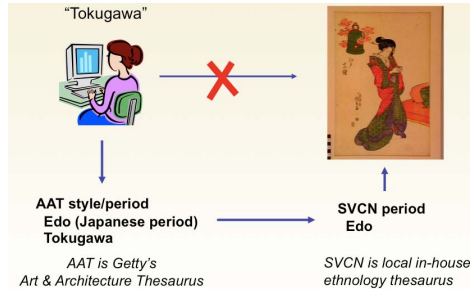 “Tokugawa”
AAT style/period
Edo (Japanese period)
Tokugawa
AAT is Getty’s
Art & Architecture Thesaurus
SVCN period
Edo
SVCN is local in-house
ethnology thesaurus